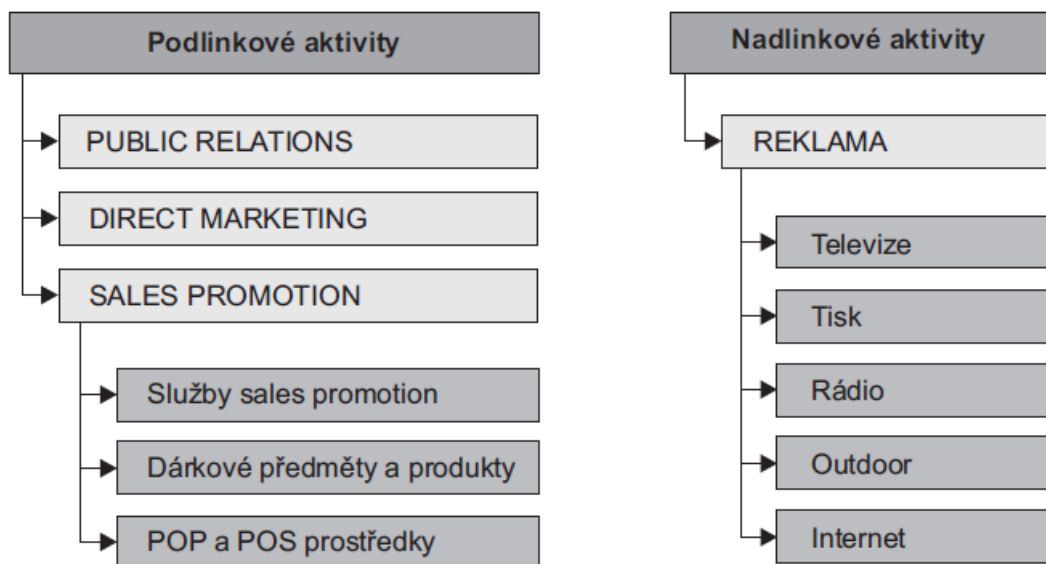 Podlinkové aktivity
PUBLIC RELATIONS
DIRECT MARKETING
SALES PROMOTION
Služby sales promotion
Dárkové předměty a produkty
POP a POS prostředky
Nadlinkové aktivity
REKLAMA
Televize
Tisk
Rádio
Outdoor
Internet